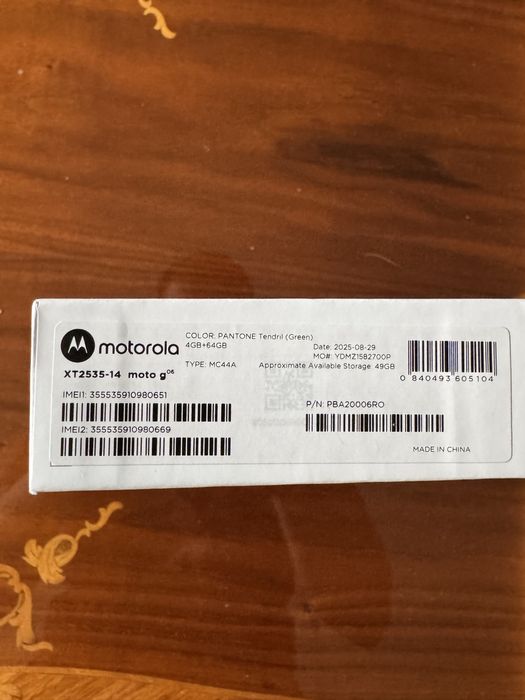 motorola
XT2535-14 moto g06
COLOR: PANTONE Tendril (Green)
4GB+64GB
TYPE: MC44A
Date: 2025-08-29
MO#: YDMZ1582700P
Approximate Available Storage: 49GB
0 840493 605104
IMEI1: 355535910980651
IMEI2: 355535910980669
P/N: PBA20006RO
MADE IN CHINA